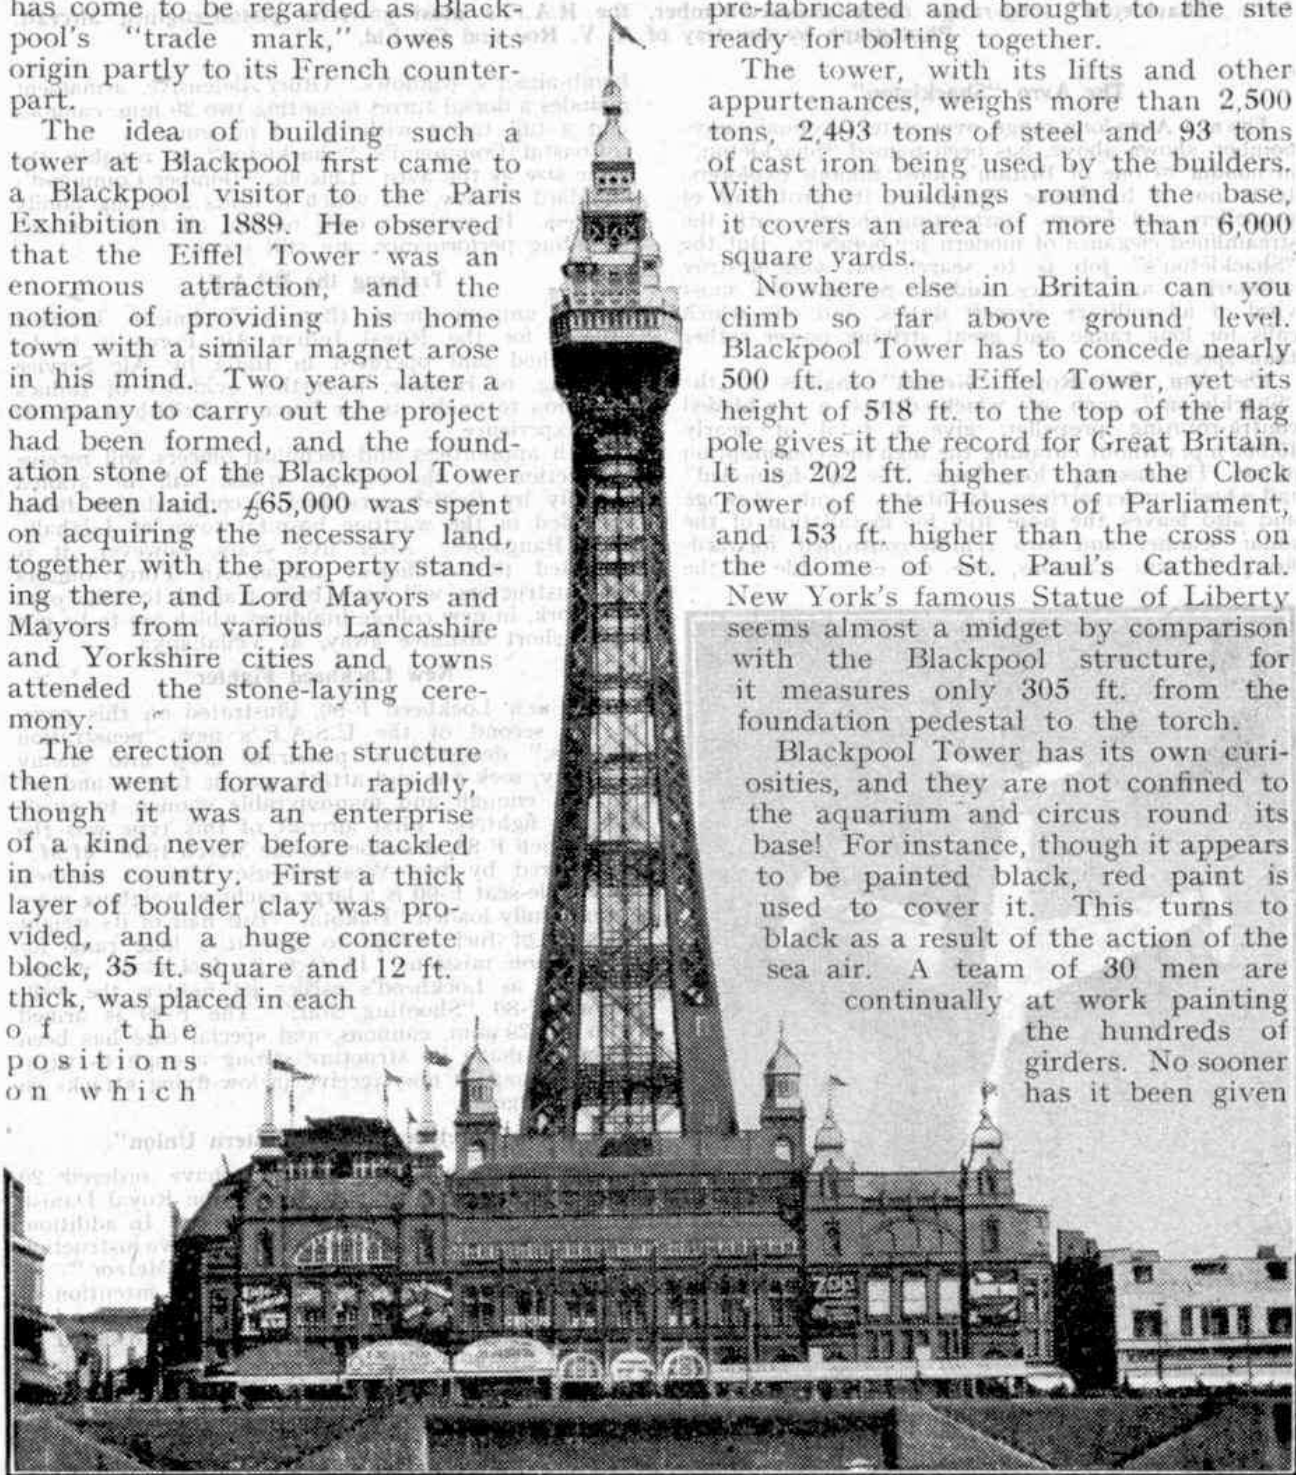 has come to be regarded as Black-
pool's "trade mark," owes its
origin partly to its French counter-
part.
The idea of building such a
tower at Blackpool first came to
a Blackpool visitor to the Paris
Exhibition in 1889. He observed
that the Eiffel Tower was an
enormous attraction, and the
notion of providing his home
town with a similar magnet arose
in his mind. Two years later a
company to carry out the project
had been formed, and the found-
ation stone of the Blackpool Tower
had been laid. £65,000 was spent
on acquiring the necessary land,
together with the property stand-
ing there, and Lord Mayors and
Mayors from various Lancashire
and Yorkshire cities and towns
attended the stone-laying cere-
mony.
The erection of the structure
then went forward rapidly,
though it was an enterprise
of a kind never before tackled
in this country. First a thick
layer of boulder clay was pro-
vided, and a huge concrete
block, 35 ft. square and 12 ft.
thick, was placed in each
of the
positions
on which
pre-fabricated and brought to the site
ready for bolting together.
The tower, with its lifts and other
appurtenances, weighs more than 2,500
tons, 2,493 tons of steel and 93 tons
of cast iron being used by the builders.
With the buildings round the base,
it covers an area of more than 6,000
square yards.
Nowhere else in Britain can you
climb so far above ground level.
Blackpool Tower has to concede nearly
500 ft. to the Eiffel Tower, yet its
height of 518 ft. to the top of the flag
pole gives it the record for Great Britain.
It is 202 ft. higher than the Clock
Tower of the Houses of Parliament,
and 153 ft. higher than the cross on
the dome of St. Paul's Cathedral.
New York's famous Statue of Liberty
seems almost a midget by comparison
with the Blackpool structure, for
it measures only 305 ft. from the
foundation pedestal to the torch.
Blackpool Tower has its own curi-
osities, and they are not confined to
the aquarium and circus round its
base! For instance, though it appears
to be painted black, red paint is
used to cover it. This turns to
black as a result of the action of the
sea air. A team of 30 men are
continually at work painting
the hundreds of
girders. No sooner
has it been given
ZOO
CIRCUS